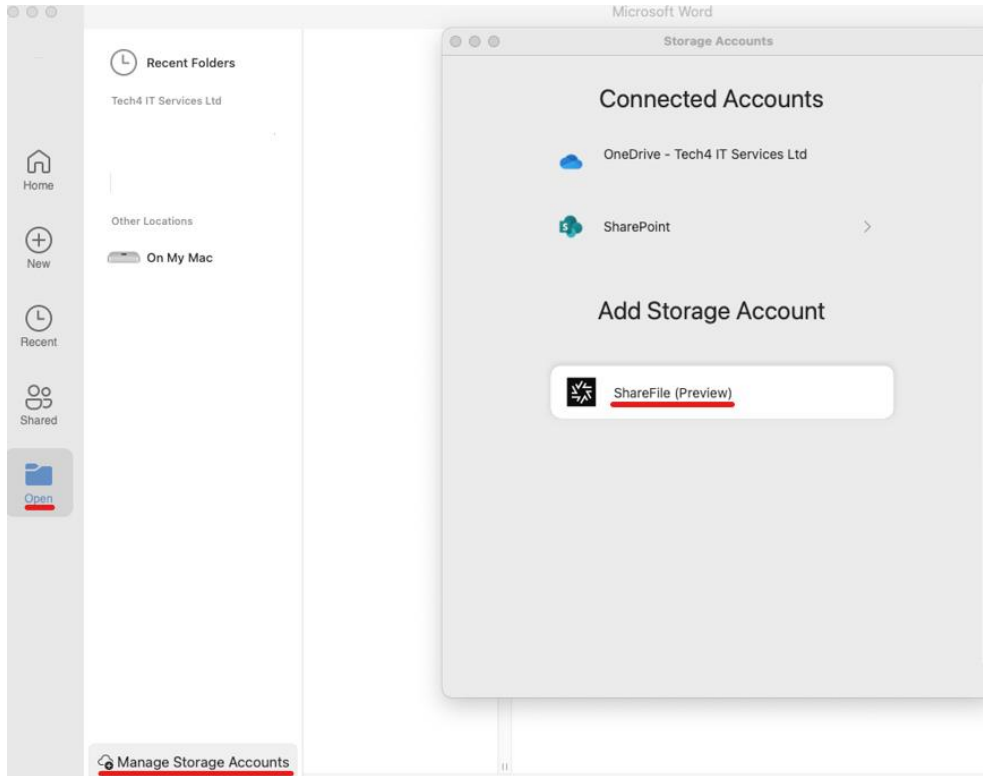 Microsoft Word
Home
New
Recent
Shared
Open
Recent Folders
Tech4 IT Services Ltd
Other Locations
On My Mac
Manage Storage Accounts
Storage Accounts
Connected Accounts
OneDrive - Tech4 IT Services Ltd
SharePoint
Add Storage Account
ShareFile (Preview)